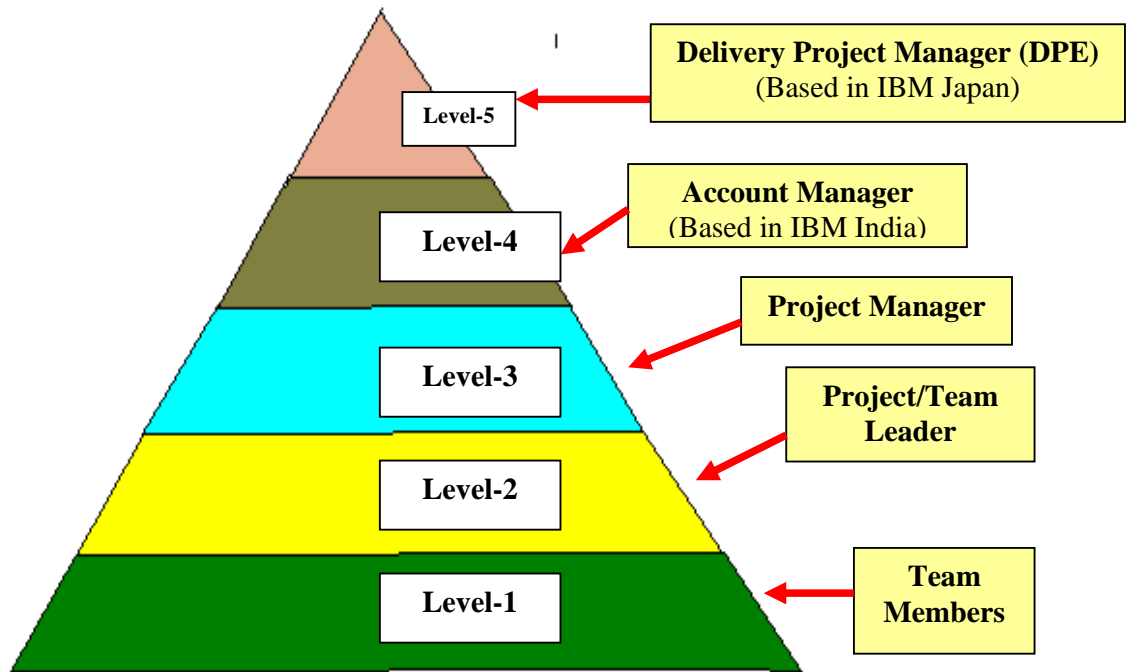 Delivery Project Manager (DPE)
(Based in IBM Japan)
Level-5
Account Manager
(Based in IBM India)
Level-4
Project Manager
Level-3
Project/Team
Leader
Level-2
Team
Members
Level-1